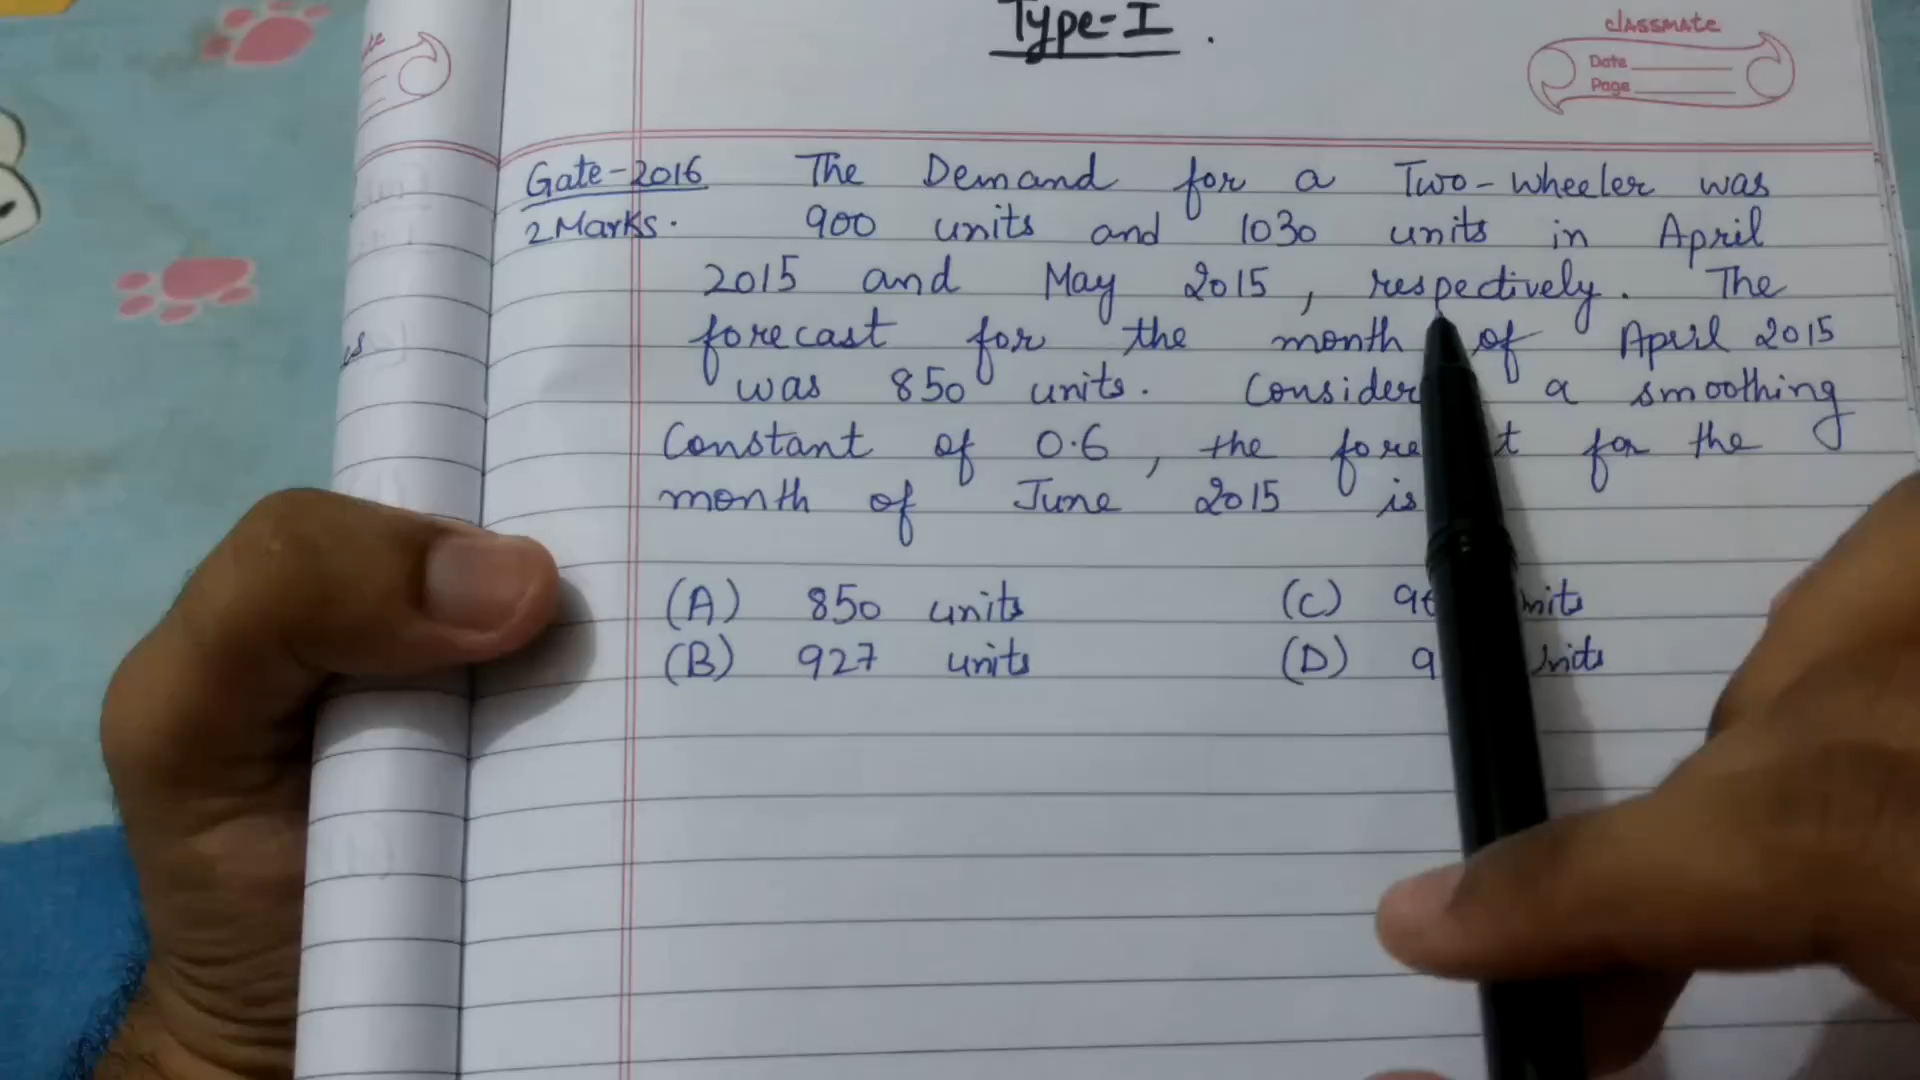 Type-I.
classmate
Date
Page
Gate-2016 The Demand for a Two-wheeler was
2 Marks. 900 units and 1030 units in April
2015 and May 2015, respectively. The
forecast for the month of April 2015
was 850 units. Consider a smoothing
Constant of 0.6, the for the
month of June 2015 is
(A) 850 units (C)
(B) 927 units (D)